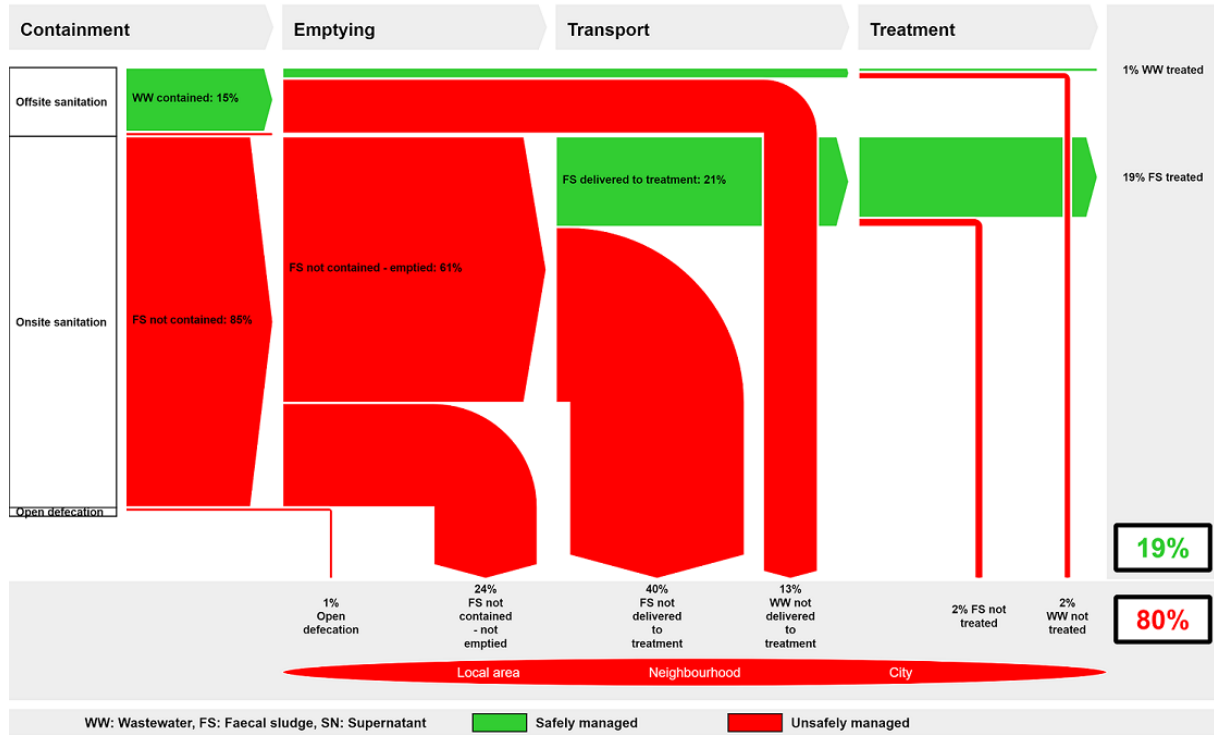 Containment
Emptying
Transport
Treatment
Offsite sanitation
WW contained: 15%
1% WW treated
FS delivered to treatment: 21%
19% FS treated
FS not contained - emptied: 61%
Onsite sanitation
FS not contained: 85%
Open defecation
19%
1%
Open
defecation
24%
FS not
contained
- not
emptied
40%
FS not
delivered
to
treatment
13%
WW not
delivered
to
treatment
2% FS not
treated
2%
WW not
treated
80%
Local area
Neighbourhood
City
WW: Wastewater, FS: Faecal sludge, SN: Supernatant
Safely managed
Unsafely managed